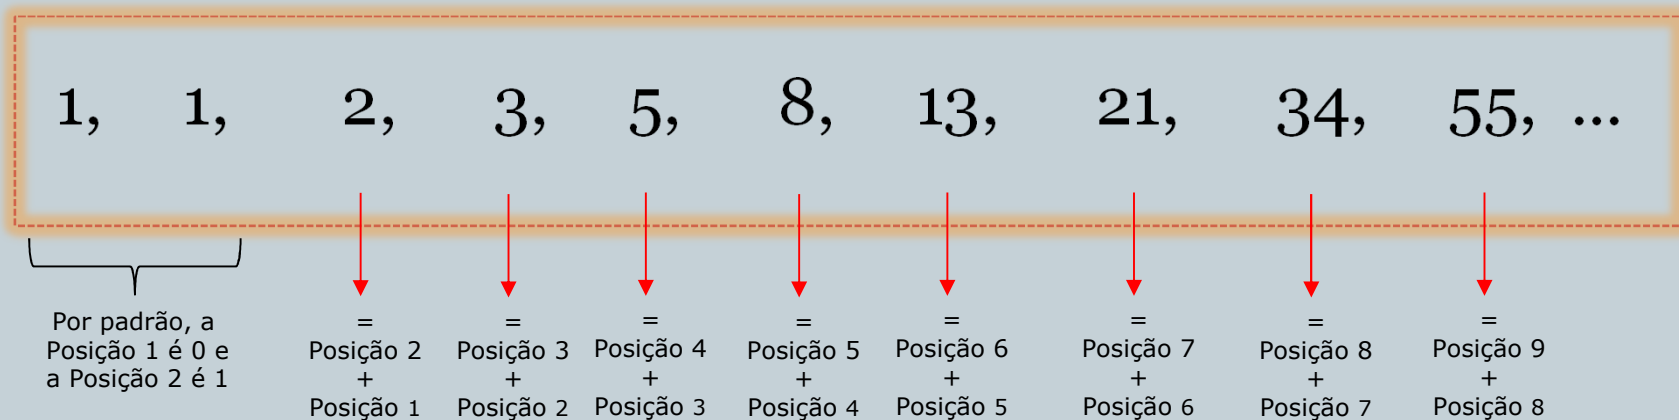 1, 1, 2, 3, 5, 8, 13, 21, 34, 55, ...
Por padrão, a
Posição 1 é 0 e
a Posição 2 é 1
=
Posição 2
+
Posição 1
=
Posição 3
+
Posição 2
=
Posição 4
+
Posição 3
=
Posição 5
+
Posição 4
=
Posição 6
+
Posição 5
=
Posição 7
+
Posição 6
=
Posição 8
+
Posição 7
=
Posição 9
+
Posição 8